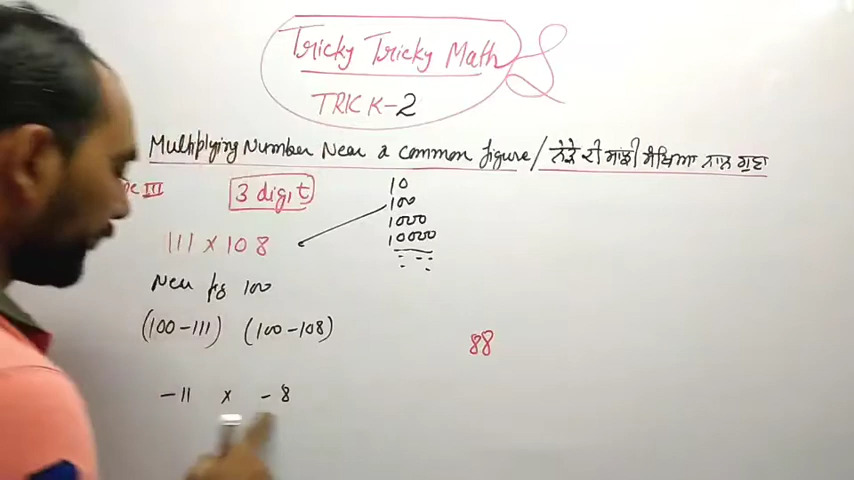 Tricky Tricky Math
TRICK-2
Multiplying Number Near a common figure/ ਨੇੜੇ ਦੀ ਸਾਂਝੀ ਸੰਖਿਆ ਨਾਲ ਗੁਣਾ
III
3 digit
10
100
1000
10000
111 x 108
Near fig 100
(100-111) (100-108)
88
-11 x -8